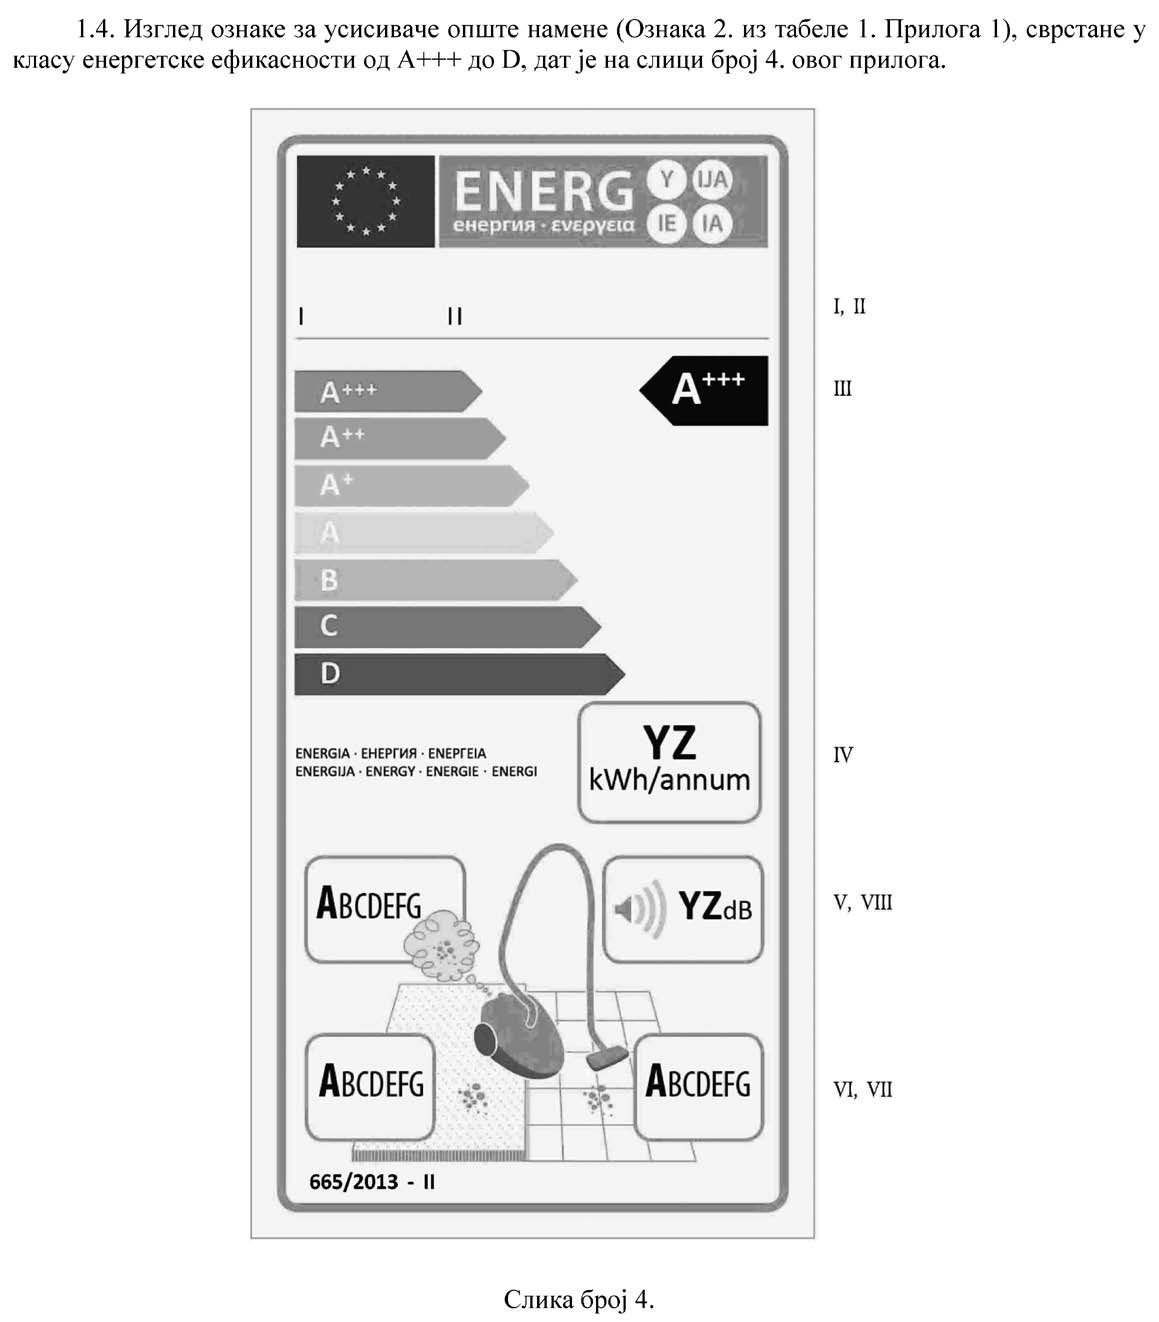 1.4. Изглед ознаке за усисиваче опште намене (Ознака 2. из табеле 1. Прилога 1), сврстане у
класу енергетске ефикасности од А+++ до D, дат је на слици број 4. овог прилога.
ENERG Y IJA
енергия · ενεργεια IE IA
I II
I, II
A+++
A+++
III
A++
A+
A
B
C
D
YZ
kWh/annum
ENERGIA · ЕНЕРГИЯ · ΕΝΕΡΓΕΙΑ
ENERGIJA · ENERGY · ENERGIE · ENERGI
IV
ABCDEFG
YZdB
V, VIII
ABCDEFG
ABCDEFG
VI, VII
665/2013 - II
Слика број 4.